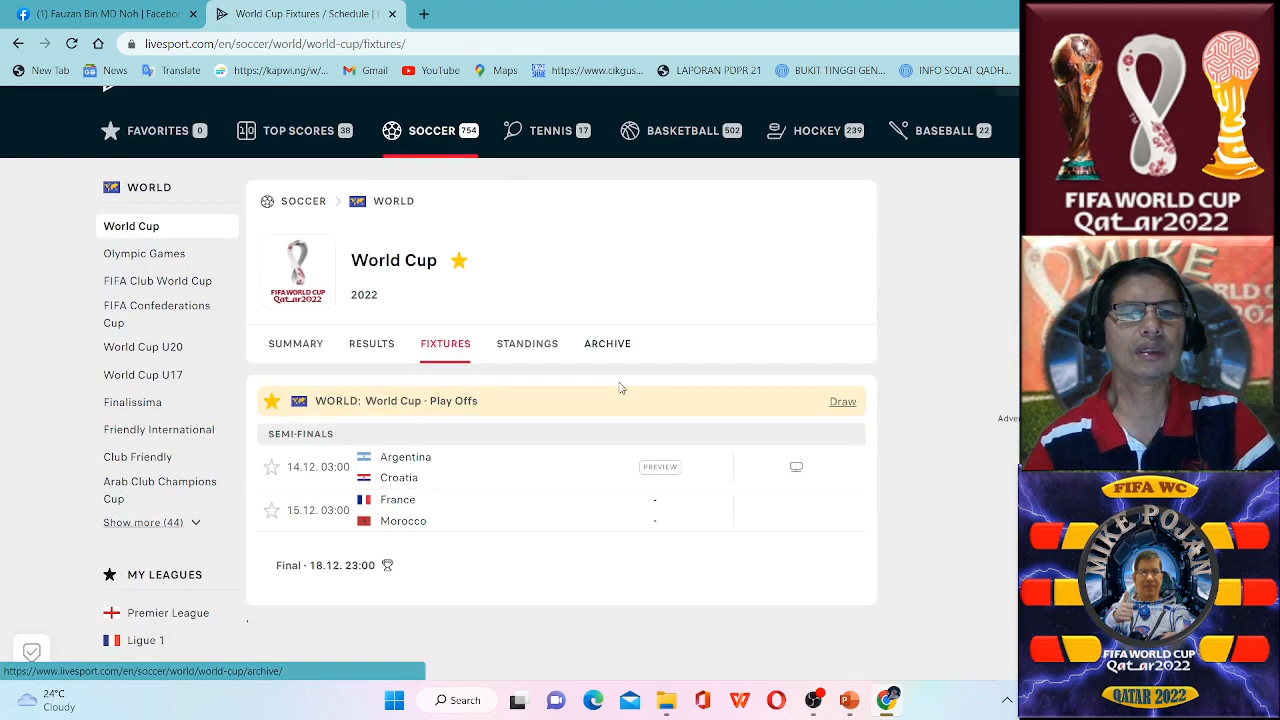 (1) Fauzan Bin MD Noh | Facebook
World Cup Fixtures / Schedule | L
livesport.com/en/soccer/world/world-cup/fixtures/
New Tab
News
Translate
https://kapwing/w...
Gmail
YouTube
Maps
https://www.cikgus...
LAPORAN PDPR 21
BUKIT TINGGI GEN...
INFO SOLAT QADH...
FAVORITES 0
TOP SCORES 38
SOCCER 754
TENNIS 17
BASKETBALL 502
HOCKEY 239
BASEBALL 22
WORLD
World Cup
Olympic Games
FIFA Club World Cup
FIFA Confederations
Cup
World Cup U20
World Cup U17
Finalissima
Friendly International
Club Friendly
Arab Club Champions
Cup
Show more (44)
MY LEAGUES
Premier League
Ligue 1
SOCCER
WORLD
FIFA WORLD CUP
Qatar2022
World Cup
2022
SUMMARY
RESULTS
FIXTURES
STANDINGS
ARCHIVE
WORLD: World Cup - Play Offs
Draw
SEMI-FINALS
14.12. 03:00
Argentina
Croatia
PREVIEW
15.12. 03:00
France
-
Morocco
-
Final - 18.12. 23:00
https://www.livesport.com/en/soccer/world/world-cup/archive/
24°C
Cloudy
Search
FIFA WORLD CUP
Qatar2022
MIKE
FIFA WC
MIKE POJAN
FIFA WORLD CUP
Qatar2022
QATAR 2022